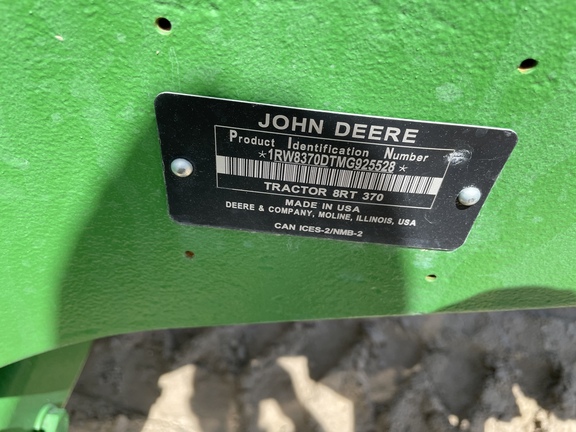 JOHN DEERE
Product Identification Number
*1RW8370DTMG925528*
TRACTOR 8RT 370
MADE IN USA
DEERE & COMPANY, MOLINE, ILLINOIS, USA
CAN ICES-2/NMB-2